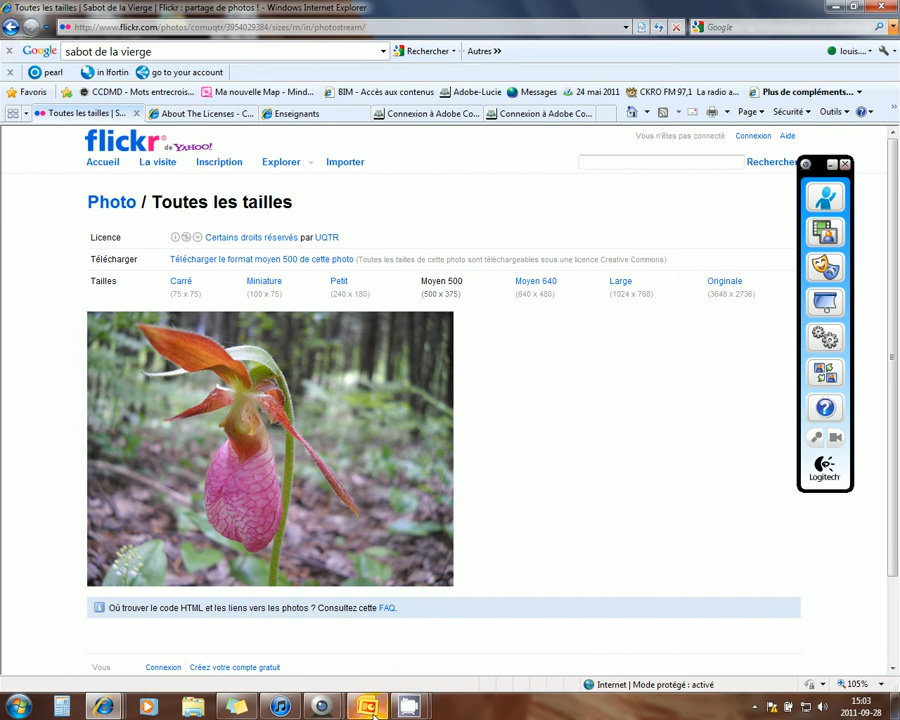 Toutes les tailles | Sabot de la Vierge | Flickr : partage de photos ! - Windows Internet Explorer
http://www.flickr.com/photos/comuqtr/3954029384/sizes/m/in/photostream/
Google
Google sabot de la vierge Rechercher Autres >> louis....
pearl in lfortin go to your account
Favoris CCDMD - Mots entrecrois... Ma nouvelle Map - Mind... BIM - Accès aux contenus Adobe-Lucie Messages 24 mai 2011 CKRO FM 97,1 La radio a... Plus de compléments...
Toutes les tailles | S... About The Licenses - C... Enseignants Connexion à Adobe Co... Connexion à Adobe Co... Page Sécurité Outils
flickr de YAHOO!
Vous n'êtes pas connecté Connexion Aide
Accueil La visite Inscription Explorer Importer Rechercher
Photo / Toutes les tailles
Licence Certains droits réservés par UQTR
Télécharger Télécharger le format moyen 500 de cette photo (Toutes les tailles de cette photo sont téléchargeables sous une licence Creative Commons)
Tailles Carré Miniature Petit Moyen 500 Moyen 640 Large Originale
(75 x 75) (100 x 75) (240 x 180) (500 x 375) (640 x 480) (1024 x 768) (3648 x 2736)
Logitech
Où trouver le code HTML et les liens vers les photos ? Consultez cette FAQ.
Vous Connexion Créez votre compte gratuit
Internet | Mode protégé : activé 105%
15:03
2011-09-28